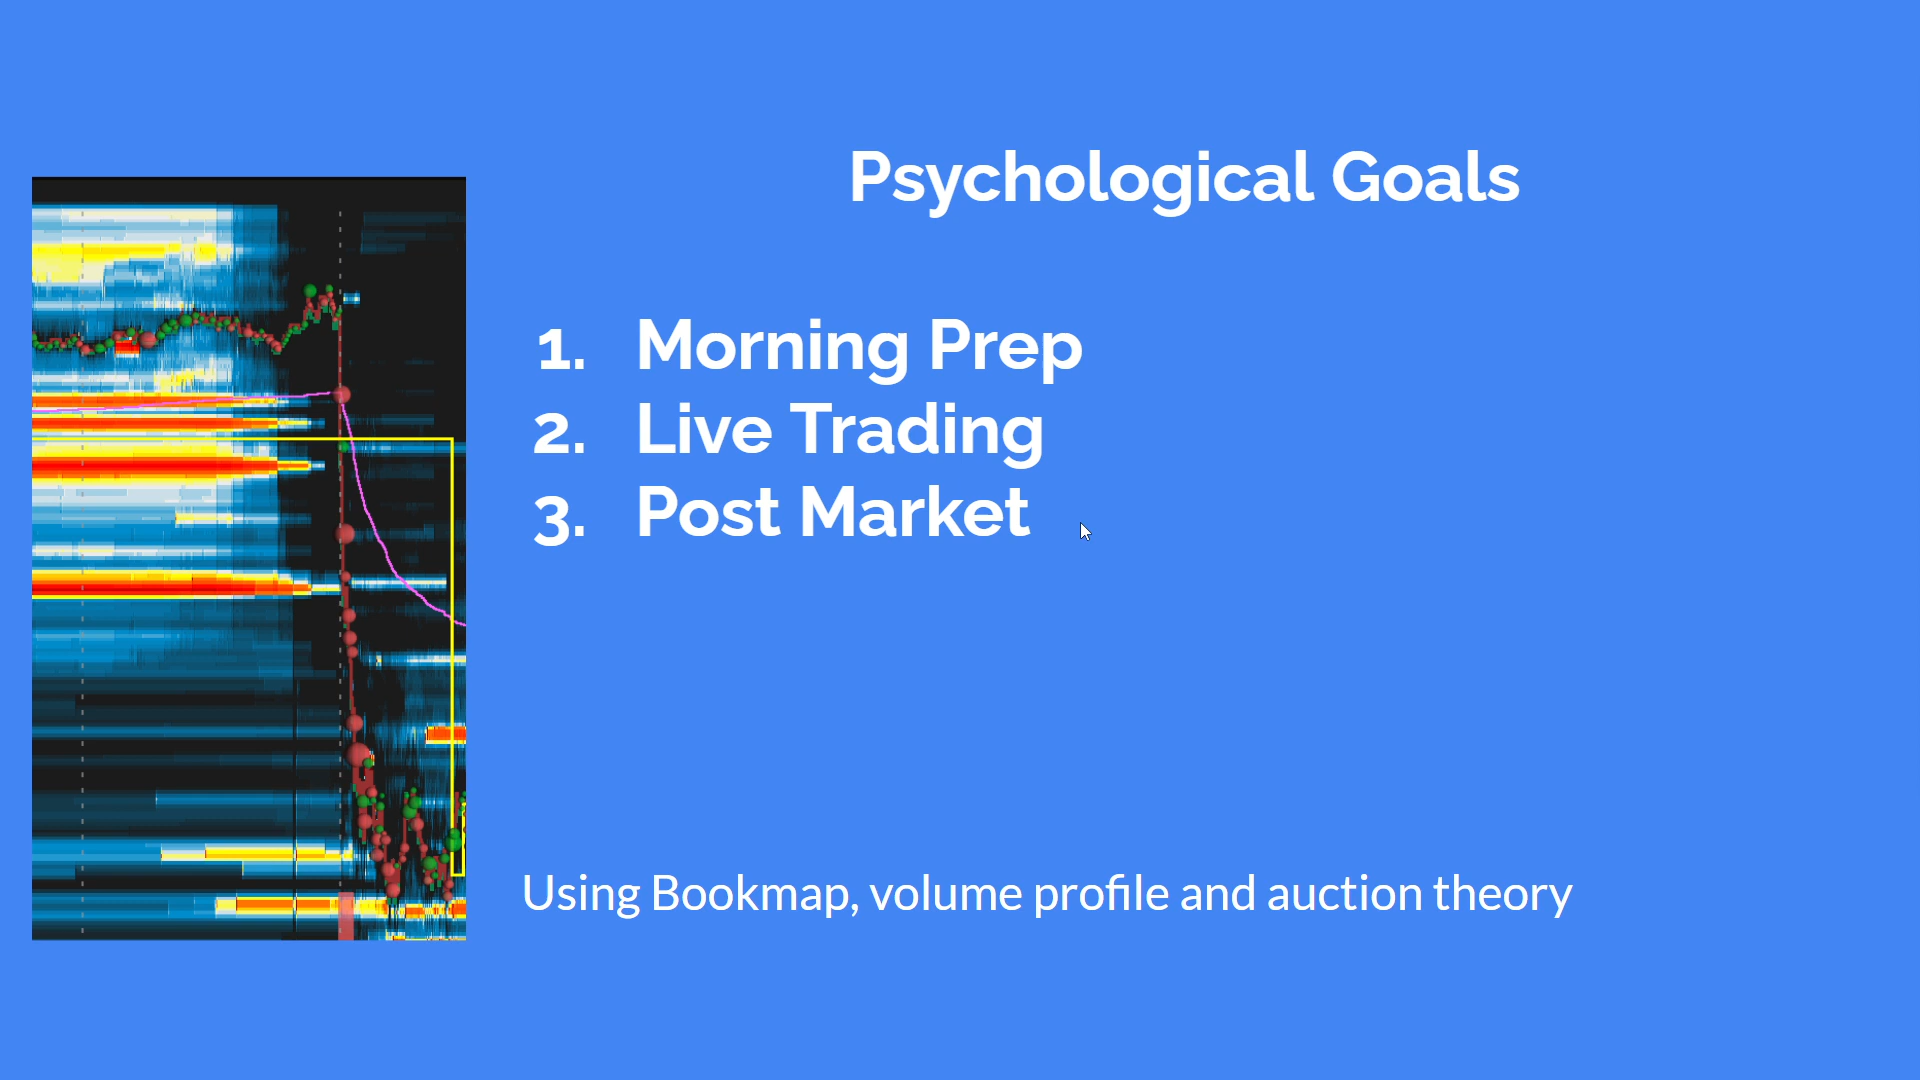 Psychological Goals
1. Morning Prep
2. Live Trading
3. Post Market
Using Bookmap, volume profile and auction theory